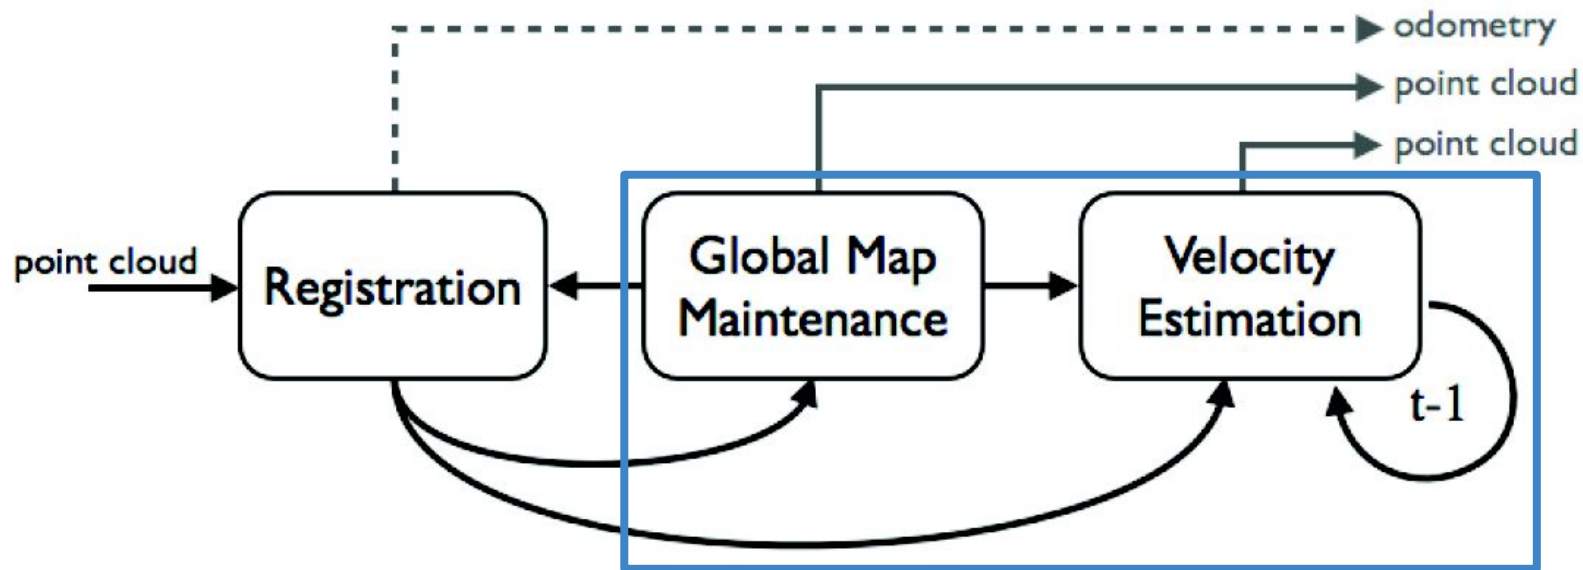 odometry
point cloud
point cloud
point cloud
Registration
Global Map
Maintenance
Velocity
Estimation
t-1